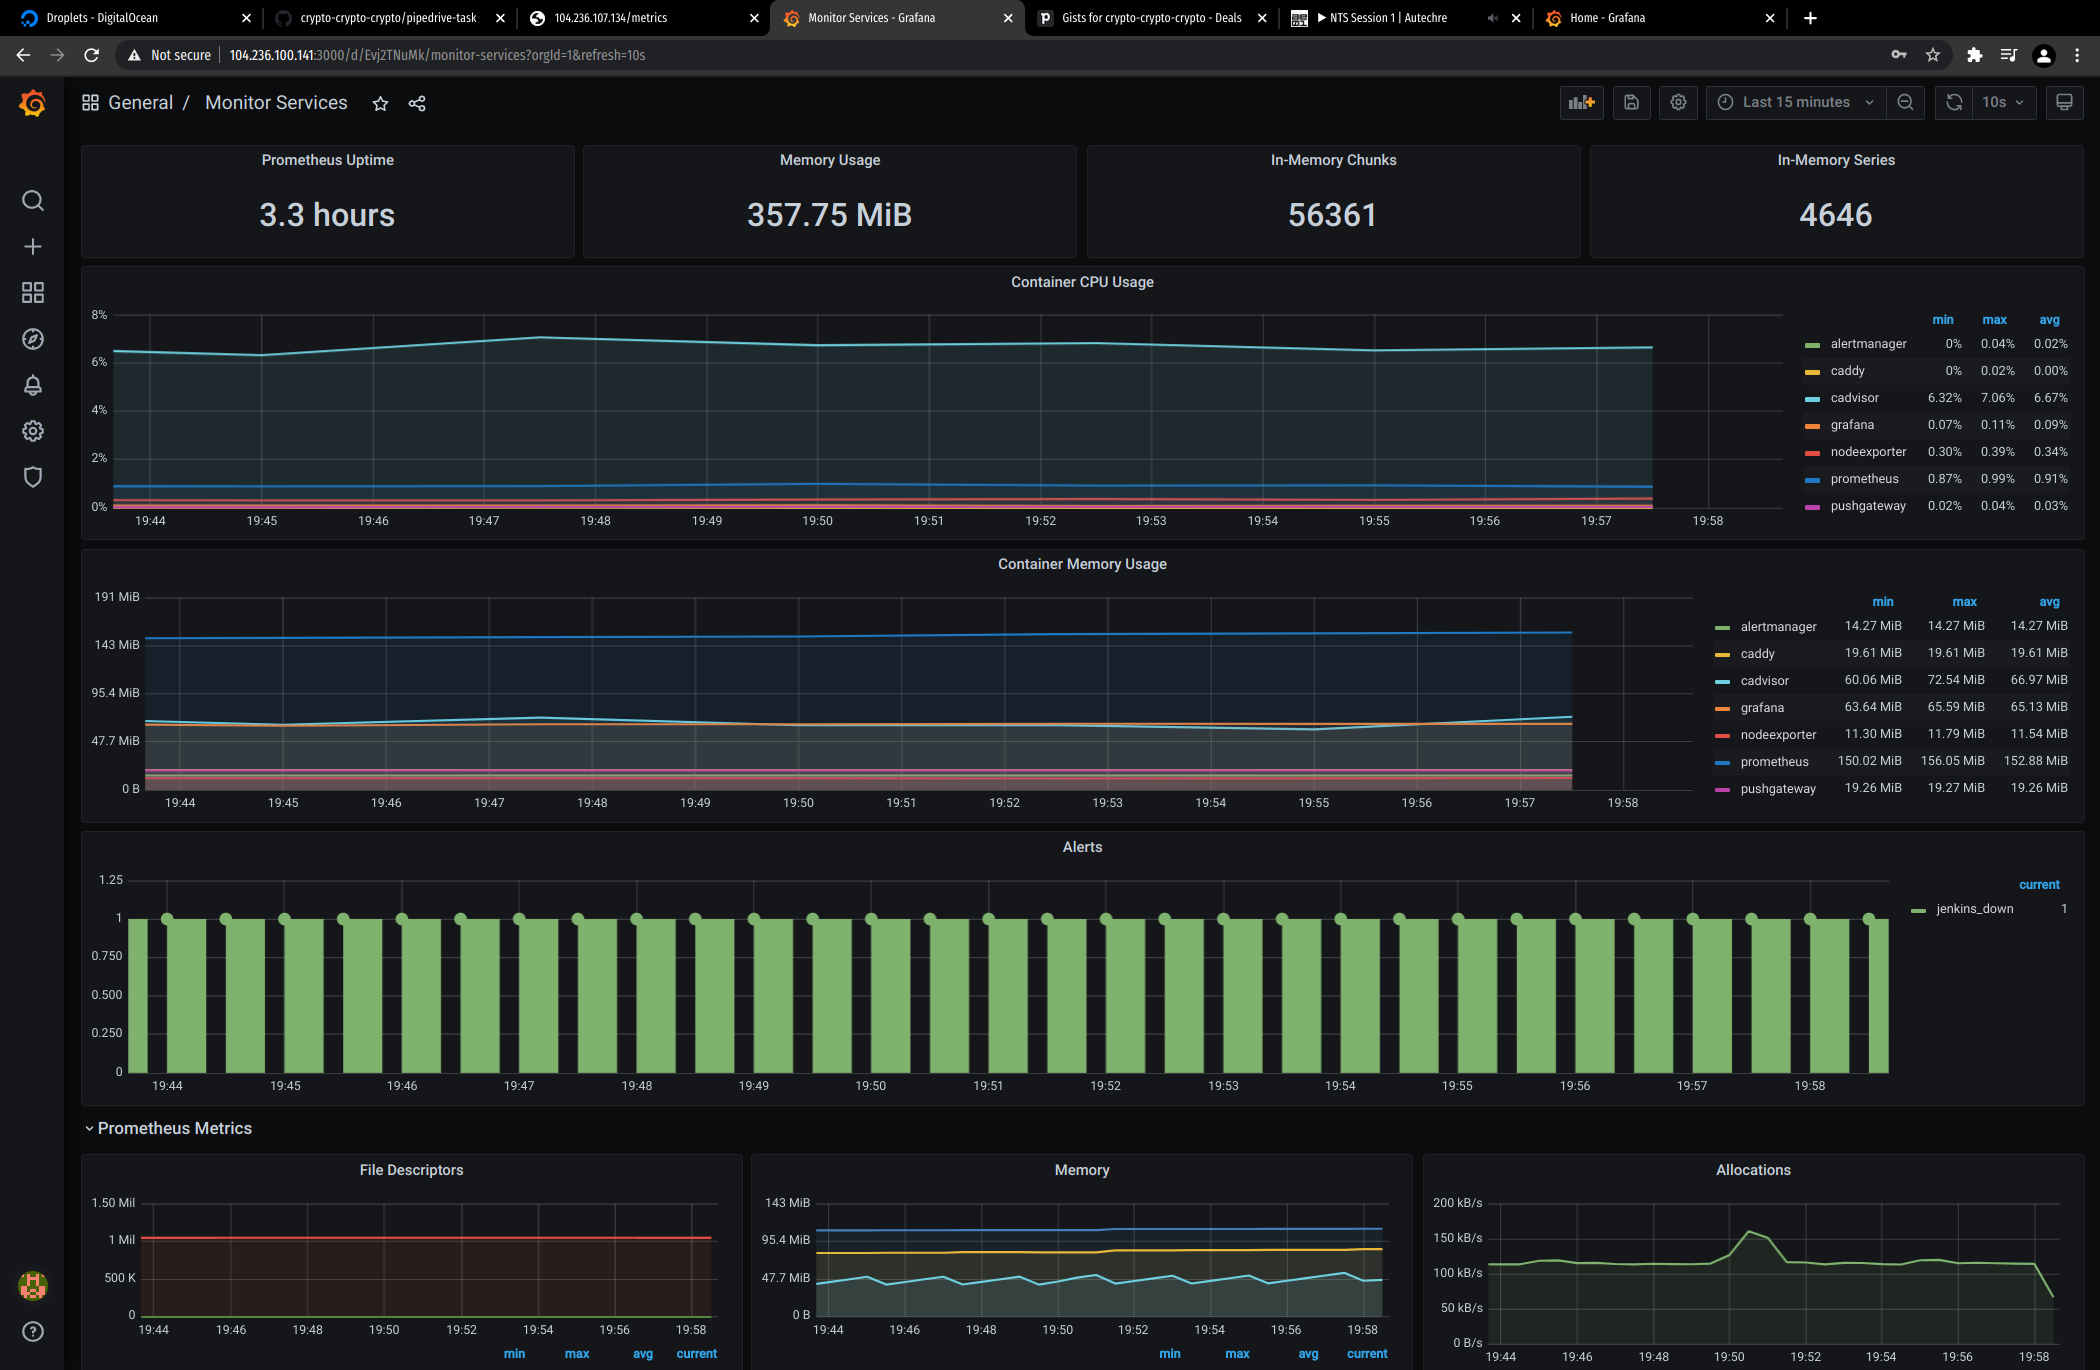 Droplets - DigitalOcean
crypto-crypto-crypto/pipedrive-task
104.236.107.134/metrics
Monitor Services - Grafana
Gists for crypto-crypto-crypto - Deals
▶ NTS Session 1 | Autechre
Home - Grafana
Not secure
104.236.100.141:3000/d/Evj2TNuMk/monitor-services?orgId=1&refresh=10s
General / Monitor Services
Last 15 minutes
10s
Prometheus Uptime
3.3 hours
Memory Usage
357.75 MiB
In-Memory Chunks
56361
In-Memory Series
4646
Container CPU Usage
8%
6%
4%
2%
0%
19:44 19:45 19:46 19:47 19:48 19:49 19:50 19:51 19:52 19:53 19:54 19:55 19:56 19:57 19:58
min max avg
alertmanager 0% 0.04% 0.02%
caddy 0% 0.02% 0.00%
cadvisor 6.32% 7.06% 6.67%
grafana 0.07% 0.11% 0.09%
nodeexporter 0.30% 0.39% 0.34%
prometheus 0.87% 0.99% 0.91%
pushgateway 0.02% 0.04% 0.03%
Container Memory Usage
191 MiB
143 MiB
95.4 MiB
47.7 MiB
0 B
19:44 19:45 19:46 19:47 19:48 19:49 19:50 19:51 19:52 19:53 19:54 19:55 19:56 19:57 19:58
min max avg
alertmanager 14.27 MiB 14.27 MiB 14.27 MiB
caddy 19.61 MiB 19.61 MiB 19.61 MiB
cadvisor 60.06 MiB 72.54 MiB 66.97 MiB
grafana 63.64 MiB 65.59 MiB 65.13 MiB
nodeexporter 11.30 MiB 11.79 MiB 11.54 MiB
prometheus 150.02 MiB 156.05 MiB 152.88 MiB
pushgateway 19.26 MiB 19.27 MiB 19.26 MiB
Alerts
1.25
1
0.750
0.500
0.250
0
19:44 19:45 19:46 19:47 19:48 19:49 19:50 19:51 19:52 19:53 19:54 19:55 19:56 19:57 19:58
current
jenkins_down 1
Prometheus Metrics
File Descriptors
1.50 Mil
1 Mil
500 K
0
19:44 19:46 19:48 19:50 19:52 19:54 19:56 19:58
min max avg current
Memory
143 MiB
95.4 MiB
47.7 MiB
0 B
19:44 19:46 19:48 19:50 19:52 19:54 19:56 19:58
min max avg current
Allocations
200 kB/s
150 kB/s
100 kB/s
50 kB/s
0 B/s
19:44 19:46 19:48 19:50 19:52 19:54 19:56 19:58